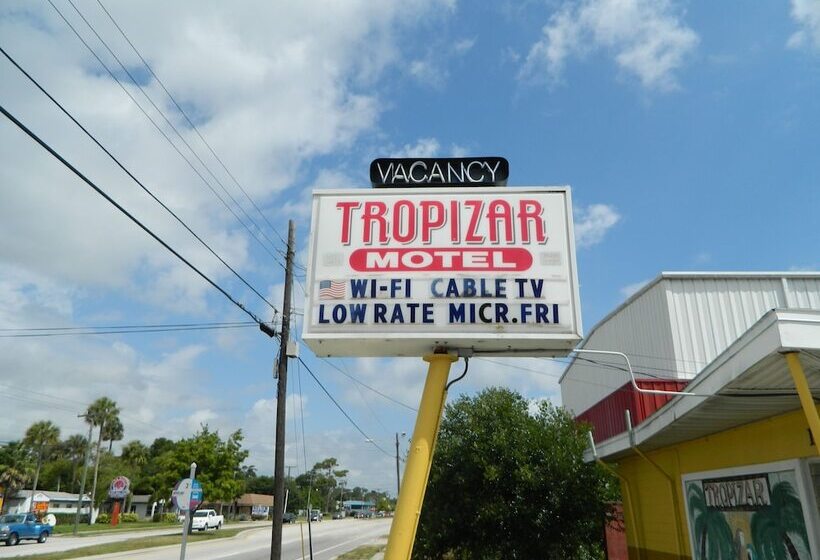 VACANCY
TROPIZAR
MOTEL
WI-FI CABLE TV
LOW RATE MICR.FRI
TROPIZAR